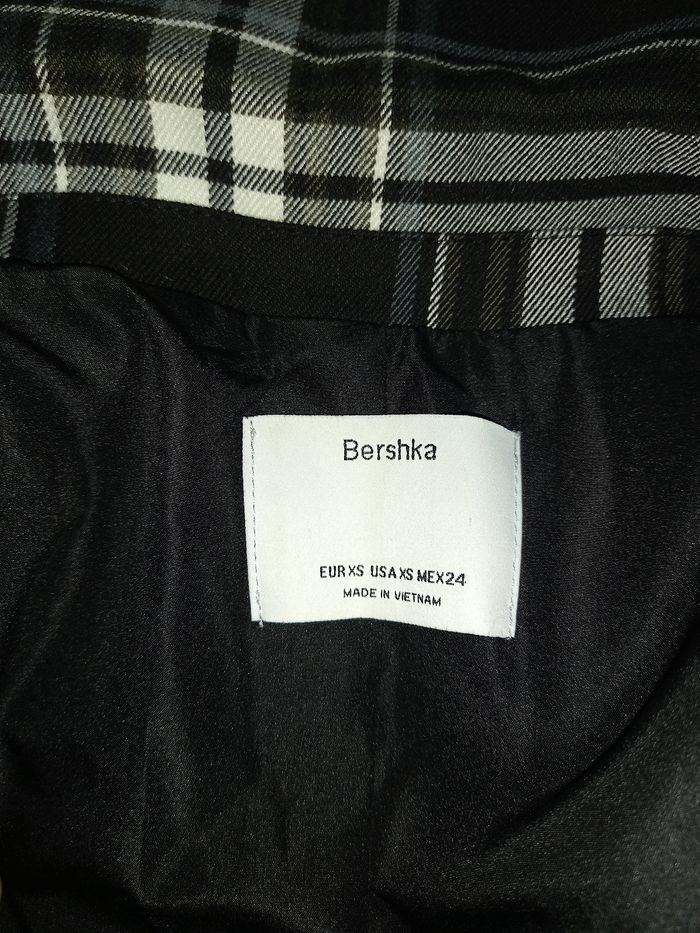 Bershka
EUR XS USA XS MEX 24
MADE IN VIETNAM